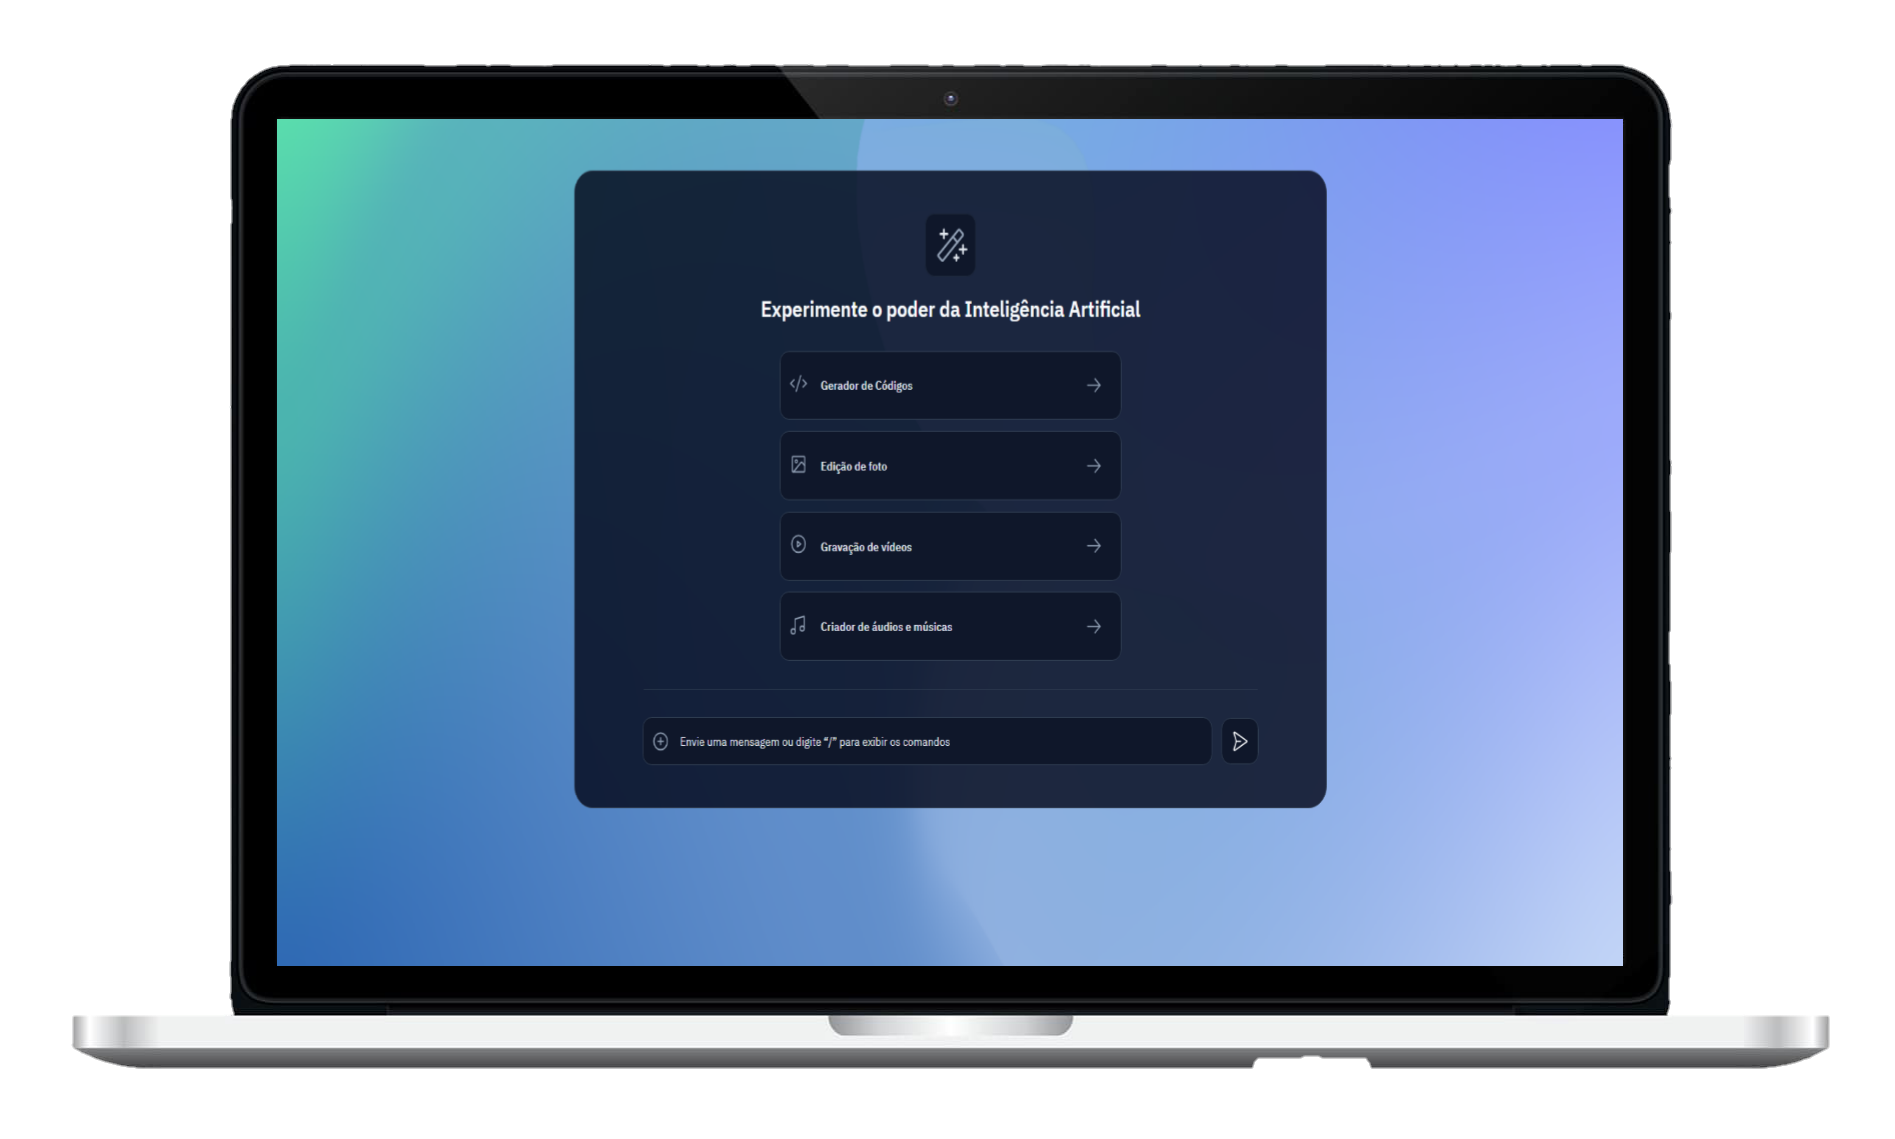 Experimente o poder da Inteligência Artificial
Gerador de Códigos
Edição de foto
Gravação de vídeos
Criador de áudios e músicas
Envie uma mensagem ou digite “/” para exibir os comandos